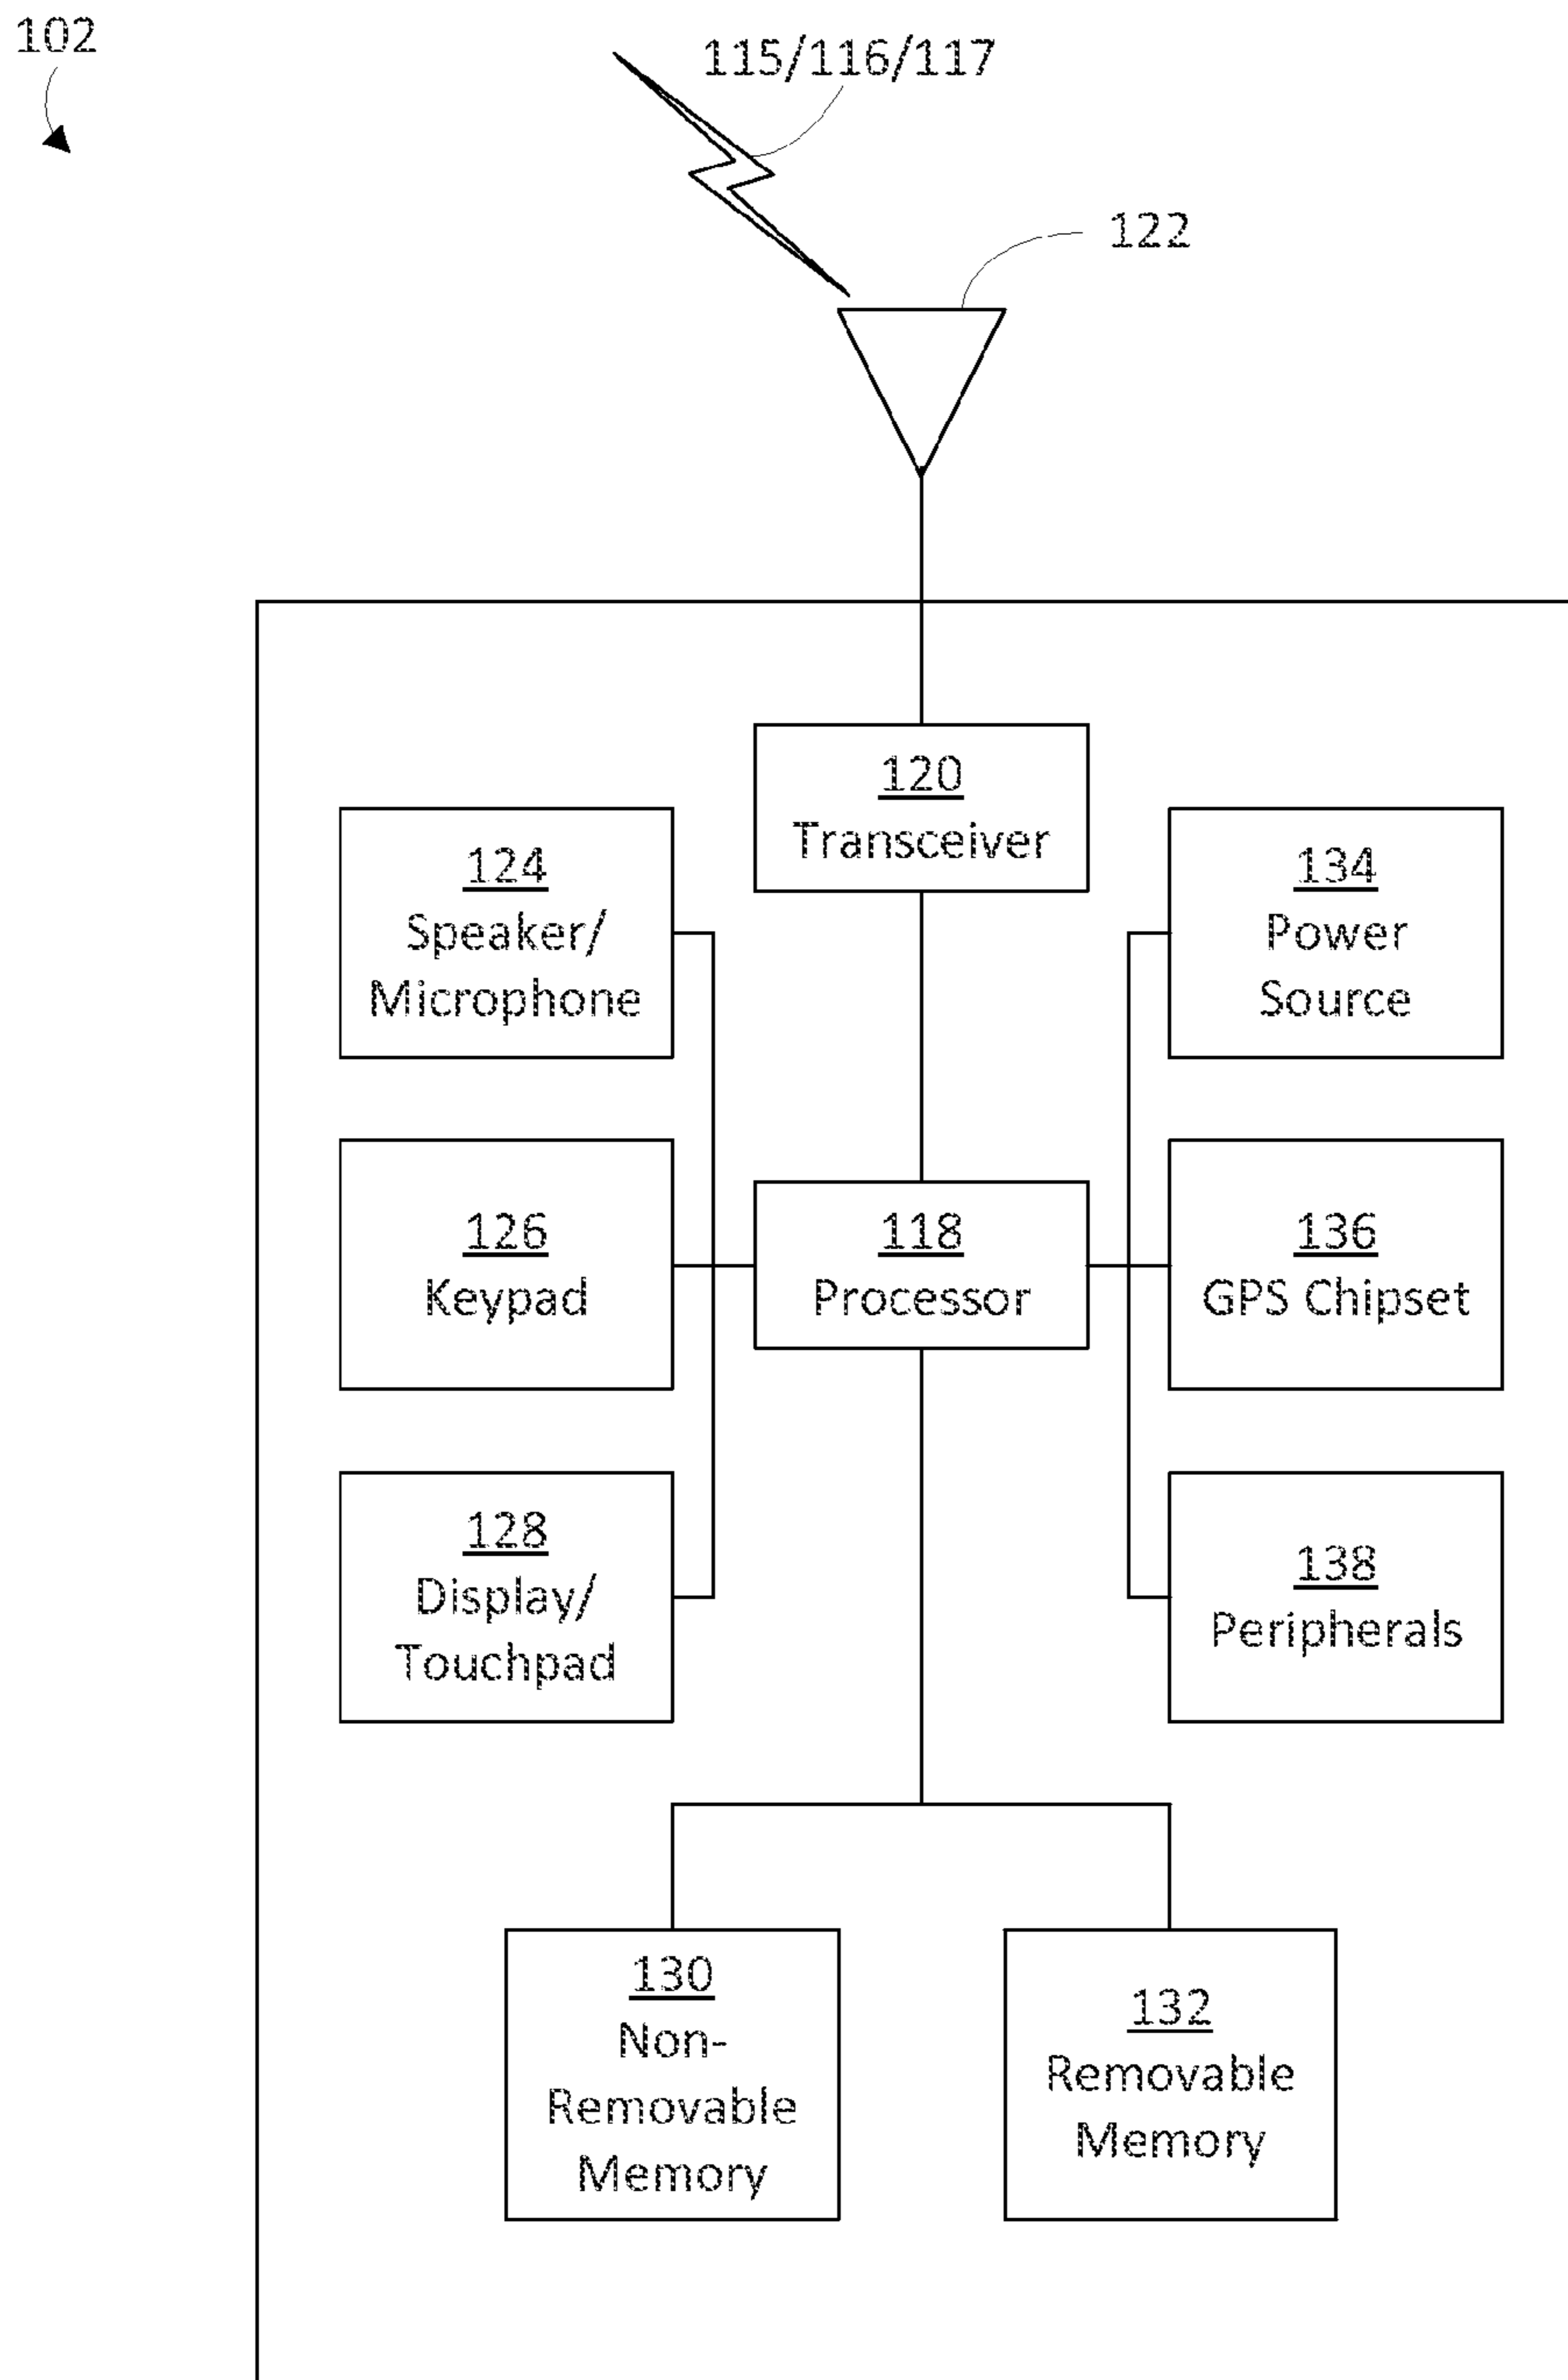 102
115/116/117
122
120
Transceiver
124
Speaker/
Microphone
134
Power
Source
126
Keypad
118
Processor
136
GPS Chipset
128
Display/
Touchpad
138
Peripherals
130
Non-
Removable
Memory
132
Removable
Memory